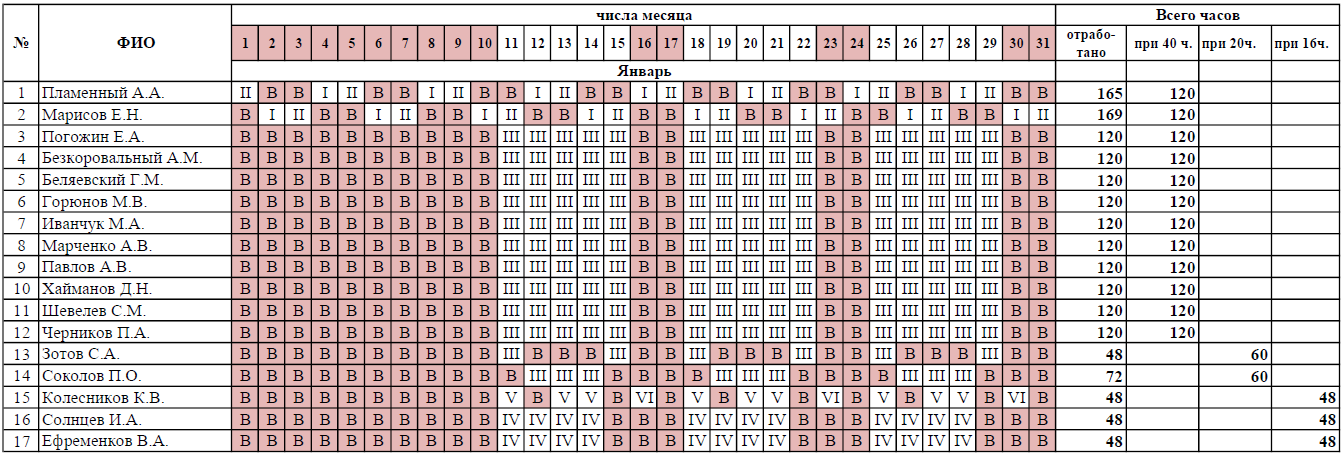 № ФИО числа месяца Всего часов
1 2 3 4 5 6 7 8 9 10 11 12 13 14 15 16 17 18 19 20 21 22 23 24 25 26 27 28 29 30 31 отрабо-тано при 40 ч. при 20ч. при 16ч.
Январь
1 Пламенный А.А. II В В I II В В I II В В I II В В I II В В I II В В I II В В I II В В 165 120
2 Марисов Е.Н. В I II В В I II В В I II В В I II В В I II В В I II В В I II В В I II 169 120
3 Погожин Е.А. В В В В В В В В В В III III III III III В В III III III III III В В III III III III III В В 120 120
4 Безкоровальный А.М. В В В В В В В В В В III III III III III В В III III III III III В В III III III III III В В 120 120
5 Беляевский Г.М. В В В В В В В В В В III III III III III В В III III III III III В В III III III III III В В 120 120
6 Горюнов М.В. В В В В В В В В В В III III III III III В В III III III III III В В III III III III III В В 120 120
7 Иванчук М.А. В В В В В В В В В В III III III III III В В III III III III III В В III III III III III В В 120 120
8 Марченко А.В. В В В В В В В В В В III III III III III В В III III III III III В В III III III III III В В 120 120
9 Павлов А.В. В В В В В В В В В В III III III III III В В III III III III III В В III III III III III В В 120 120
10 Хайманов Д.Н. В В В В В В В В В В III III III III III В В III III III III III В В III III III III III В В 120 120
11 Шевелев С.М. В В В В В В В В В В III III III III III В В III III III III III В В III III III III III В В 120 120
12 Черников П.А. В В В В В В В В В В III III III III III В В III III III III III В В III III III III III В В 120 120
13 Зотов С.А. В В В В В В В В В В III В В В III В В III В В В III В В III В В В III В В 48 60
14 Соколов П.О. В В В В В В В В В В В III III III В В В В III III III В В В В III III III В В В 72 60
15 Колесников К.В. В В В В В В В В В В V В V V В VI В V В V V В VI В V В V V В VI В 48 48
16 Солнцев И.А. В В В В В В В В В В IV IV IV IV В В В IV IV IV IV В В В IV IV IV IV В В В 48 48
17 Ефременков В.А. В В В В В В В В В В IV IV IV IV В В В IV IV IV IV В В В IV IV IV IV В В В 48 48